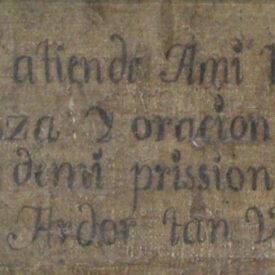 atiende Ami
za Y oracion
demi prission
Ardor tan V